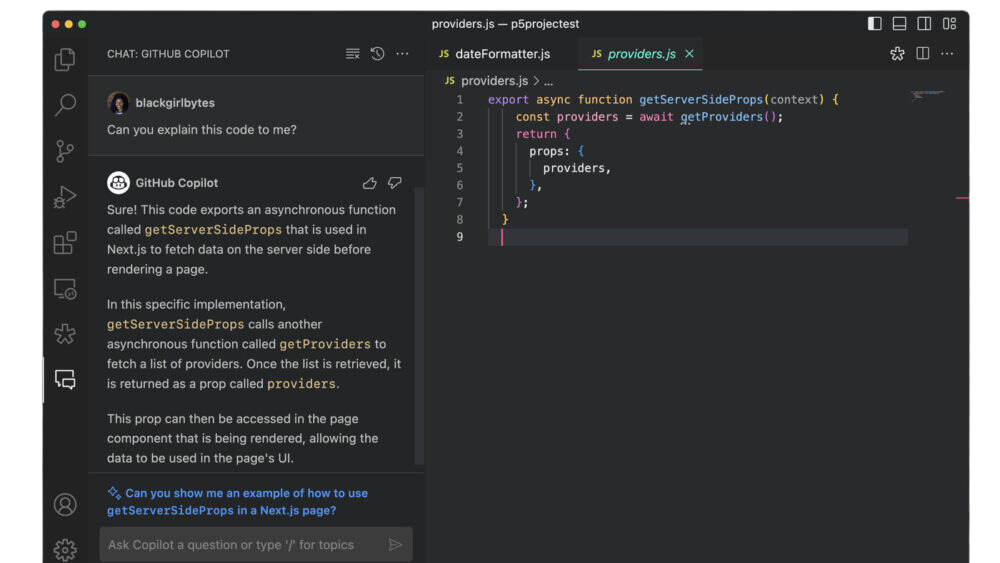 providers.js — p5projectest
CHAT: GITHUB COPILOT
blackgirlbytes
Can you explain this code to me?
GitHub Copilot
Sure! This code exports an asynchronous function
called getServerSideProps that is used in
Next.js to fetch data on the server side before
rendering a page.
In this specific implementation,
getServerSideProps calls another
asynchronous function called getProviders to
fetch a list of providers. Once the list is retrieved, it
is returned as a prop called providers.
This prop can then be accessed in the page
component that is being rendered, allowing the
data to be used in the page's UI.
Can you show me an example of how to use
getServerSideProps in a Next.js page?
Ask Copilot a question or type '/' for topics
JS dateFormatter.js
JS providers.js
JS providers.js > ...
1 export async function getServerSideProps(context) {
2 const providers = await getProviders();
3 return {
4 props: {
5 providers,
6 },
7 };
8 }
9